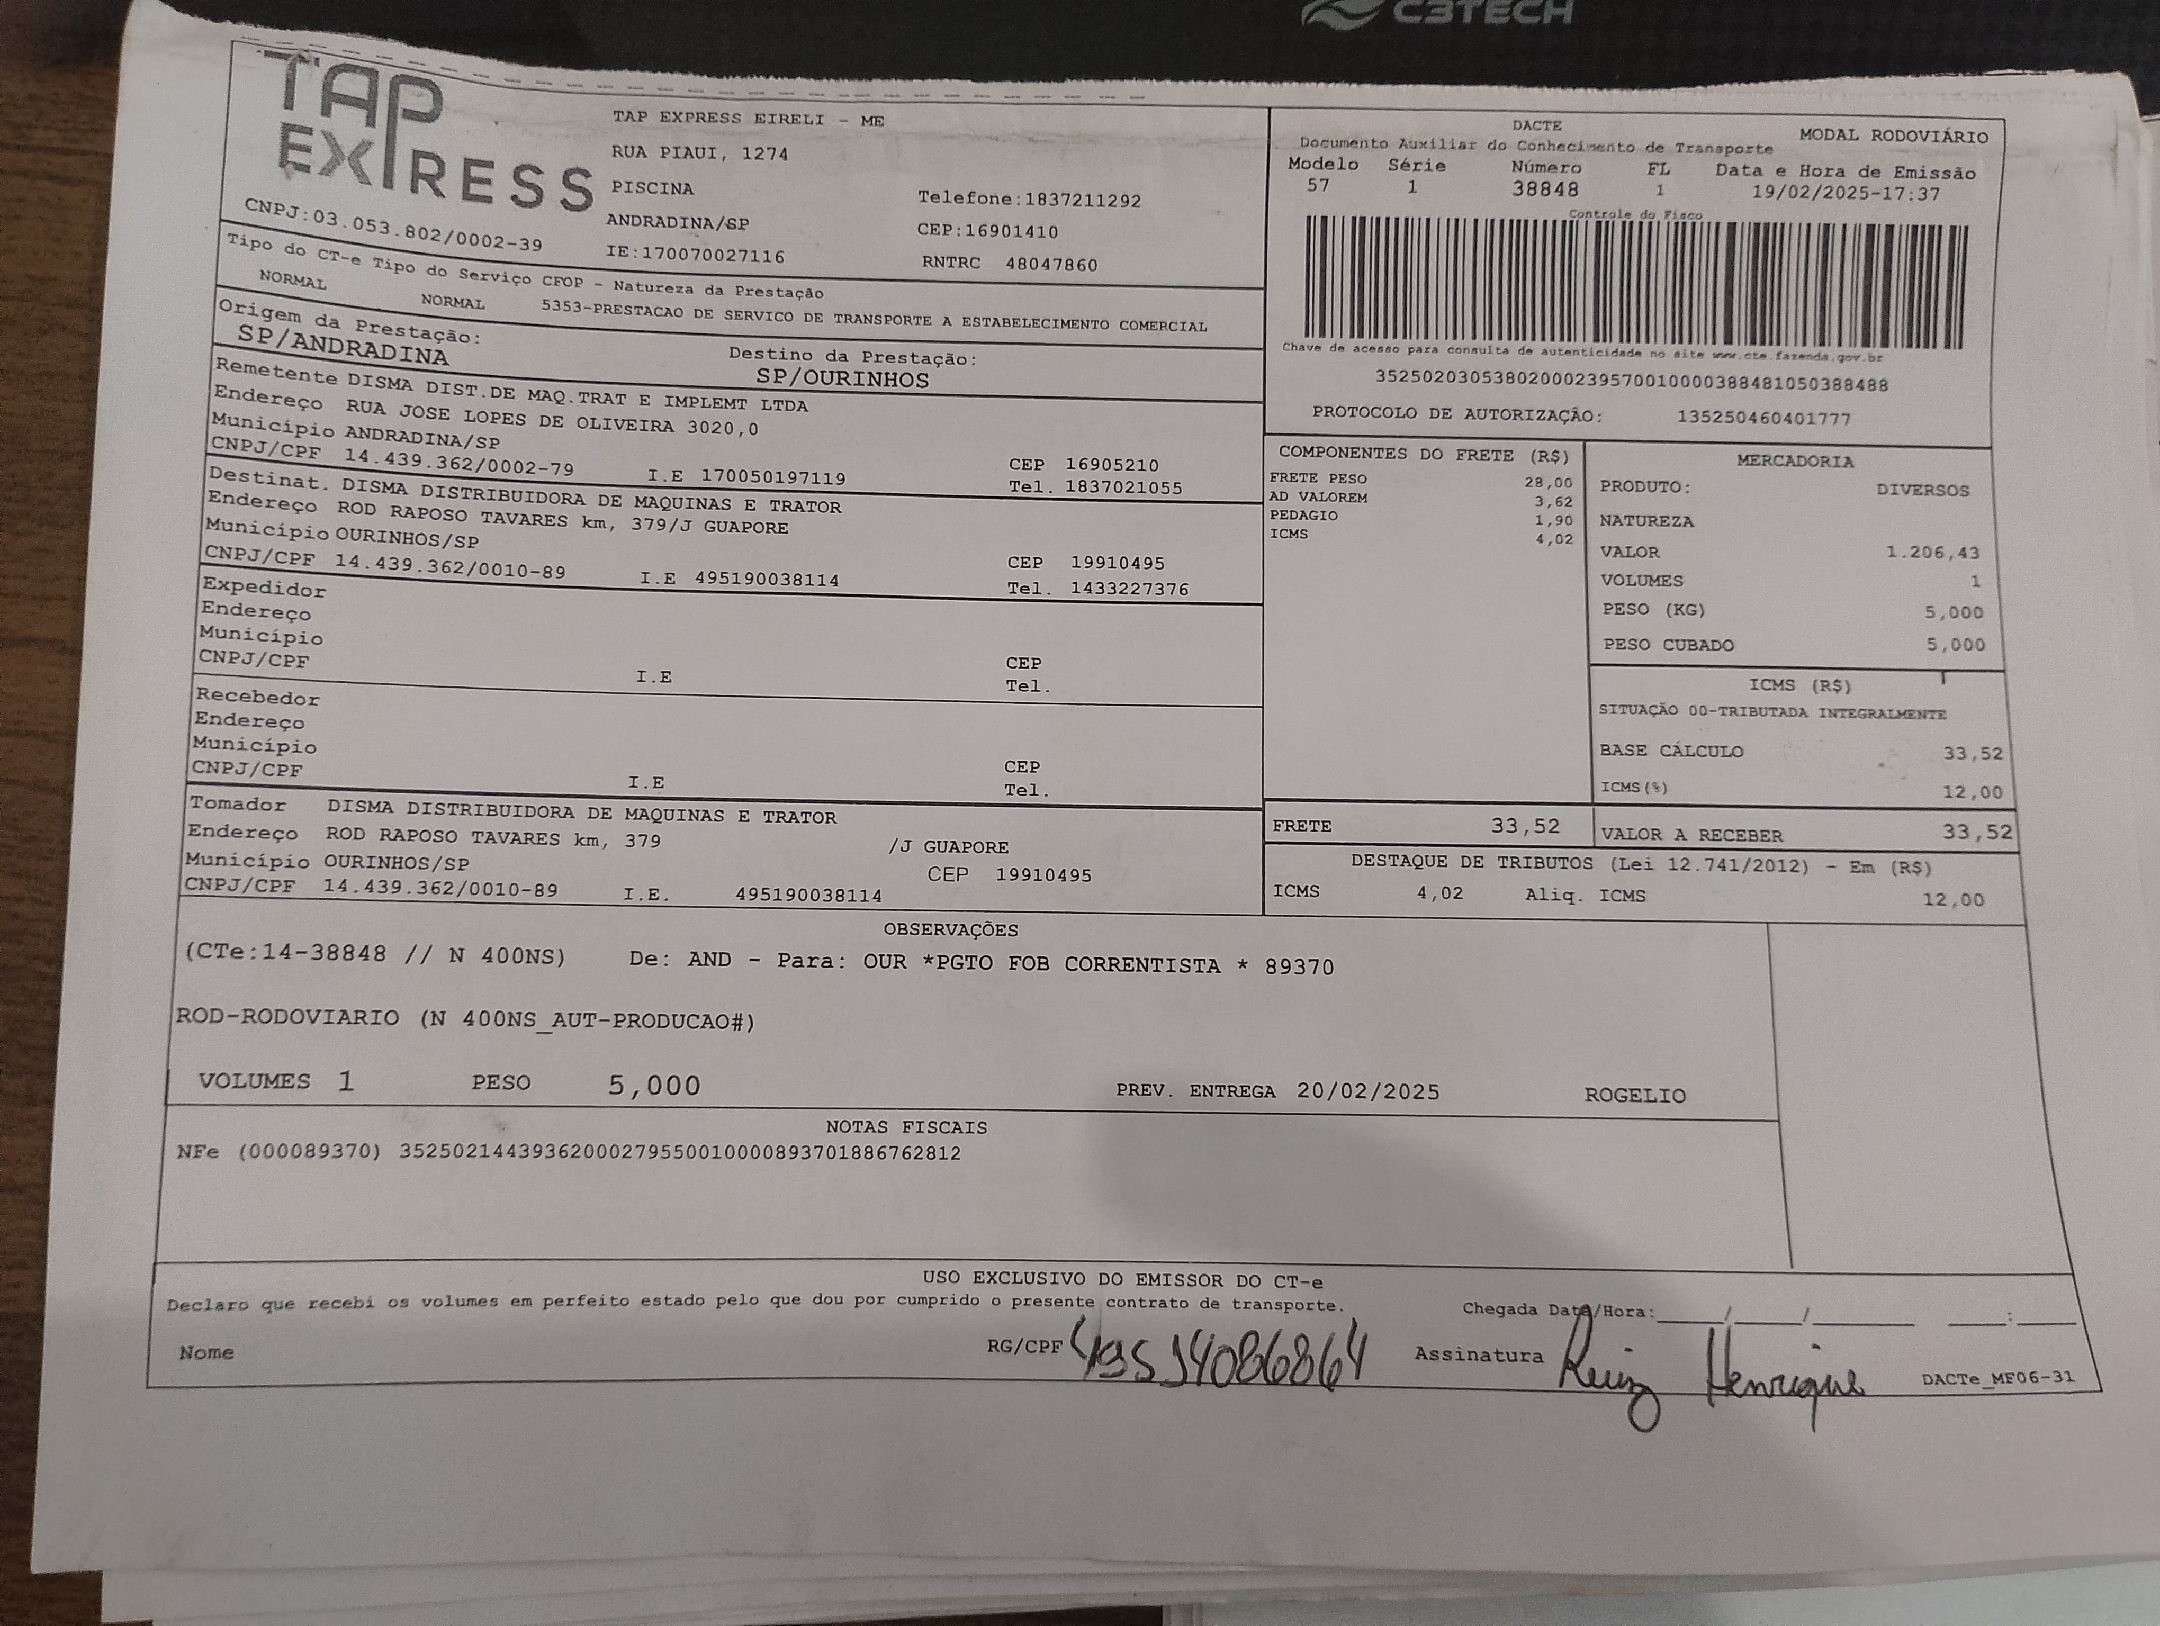 C3TECH
TAP EXPRESS
CNPJ:03.053.802/0002-39
TAP EXPRESS EIRELI - ME
RUA PIAUI, 1274
PISCINA
Telefone:1837211292
ANDRADINA/SP
CEP:16901410
IE:170070027116
RNTRC 48047860
Tipo do CT-e Tipo do Serviço CFOP - Natureza da Prestação
NORMAL NORMAL 5353-PRESTACAO DE SERVICO DE TRANSPORTE A ESTABELECIMENTO COMERCIAL
Origem da Prestação:
SP/ANDRADINA
Destino da Prestação:
SP/OURINHOS
Remetente DISMA DIST.DE MAQ.TRAT E IMPLEMT LTDA
Endereço RUA JOSE LOPES DE OLIVEIRA 3020,0
Município ANDRADINA/SP
CEP 16905210
CNPJ/CPF 14.439.362/0002-79 I.E 170050197119 Tel. 1837021055
Destinat. DISMA DISTRIBUIDORA DE MAQUINAS E TRATOR
Endereço ROD RAPOSO TAVARES km, 379/J GUAPORE
Município OURINHOS/SP
CEP 19910495
CNPJ/CPF 14.439.362/0010-89 I.E 495190038114 Tel. 1433227376
Expedidor
Endereço
Município
CEP
CNPJ/CPF I.E Tel.
Recebedor
Endereço
Município
CEP
CNPJ/CPF I.E Tel.
Tomador DISMA DISTRIBUIDORA DE MAQUINAS E TRATOR
Endereço ROD RAPOSO TAVARES km, 379 /J GUAPORE
Município OURINHOS/SP CEP 19910495
CNPJ/CPF 14.439.362/0010-89 I.E. 495190038114
DACTE MODAL RODOVIÁRIO
Documento Auxiliar do Conhecimento de Transporte
Modelo Série Número FL Data e Hora de Emissão
57 1 38848 1 19/02/2025-17:37
Controle do Fisco
Chave de acesso para consulta de autenticidade no site www.cte.fazenda.gov.br
35250203053802000239570010000388481050388488
PROTOCOLO DE AUTORIZAÇÃO: 135250460401777
COMPONENTES DO FRETE (R$)
FRETE PESO 28,00
AD VALOREM 3,62
PEDAGIO 1,90
ICMS 4,02
MERCADORIA
PRODUTO: DIVERSOS
NATUREZA
VALOR 1.206,43
VOLUMES 1
PESO (KG) 5,000
PESO CUBADO 5,000
ICMS (R$)
SITUAÇÃO 00-TRIBUTADA INTEGRALMENTE
BASE CÁLCULO 33,52
ICMS(%) 12,00
FRETE 33,52 VALOR A RECEBER 33,52
DESTAQUE DE TRIBUTOS (Lei 12.741/2012) - Em (R$)
ICMS 4,02 Aliq. ICMS 12,00
OBSERVAÇÕES
(CTe:14-38848 // N 400NS) De: AND - Para: OUR *PGTO FOB CORRENTISTA * 89370
ROD-RODOVIARIO (N 400NS_AUT-PRODUCAO#)
VOLUMES 1 PESO 5,000 PREV. ENTREGA 20/02/2025 ROGELIO
NOTAS FISCAIS
NFe (000089370) 35250214439362000279550010000893701886762812
USO EXCLUSIVO DO EMISSOR DO CT-e
Declaro que recebi os volumes em perfeito estado pelo que dou por cumprido o presente contrato de transporte. Chegada Data/Hora:____/____/______ ___:___
Nome RG/CPF 49514086864 Assinatura Ruiz Henrique DACTe_MF06-31